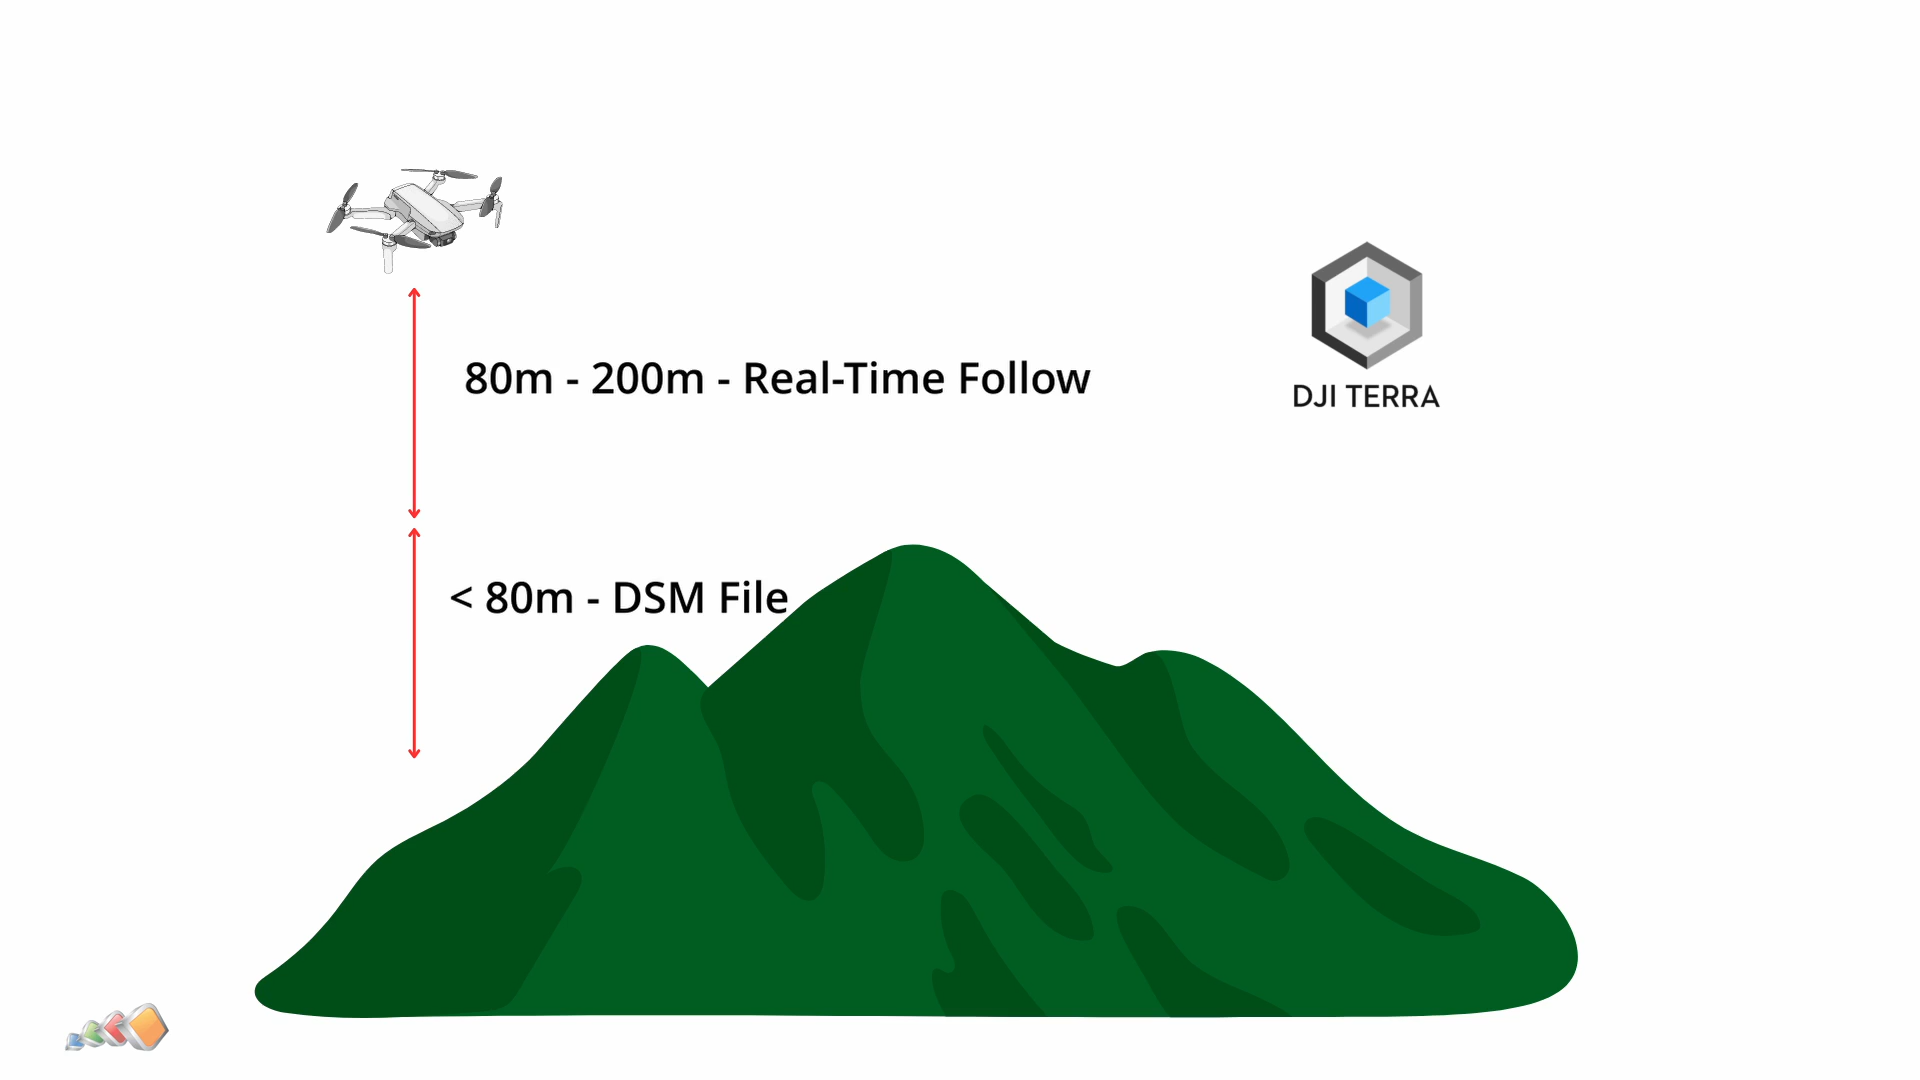 80m - 200m - Real-Time Follow
DJI TERRA
< 80m - DSM File